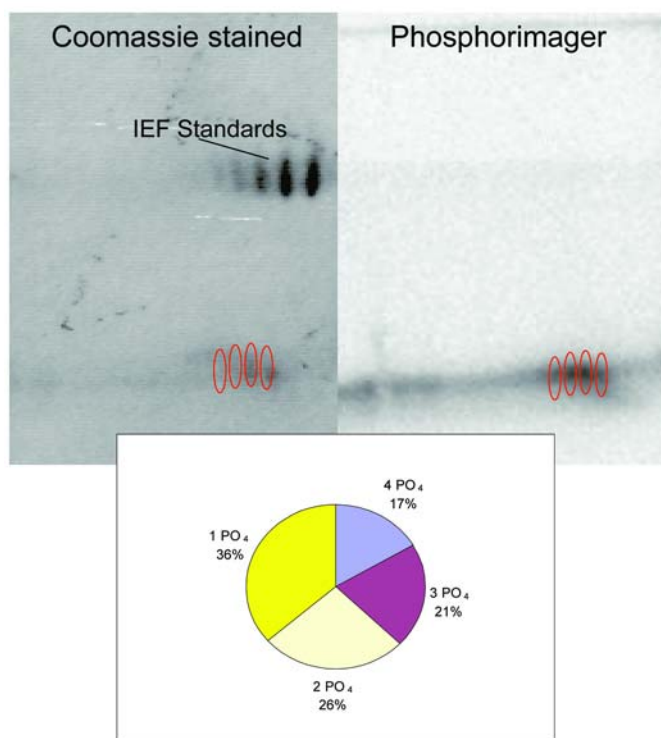 Coomassie stained
Phosphorimager
IEF Standards
4 PO₄
17%
1 PO₄
36%
3 PO₄
21%
2 PO₄
26%